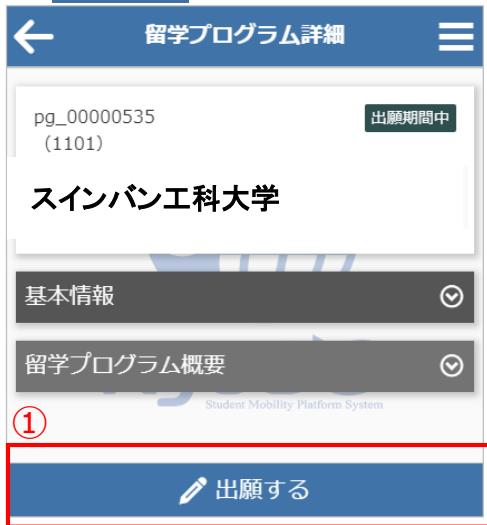 留学プログラム詳細
pg_00000535
出願期間中
（1101）
スインバン工科大学
基本情報
留学プログラム概要
Student Mobility Platform System
①
出願する